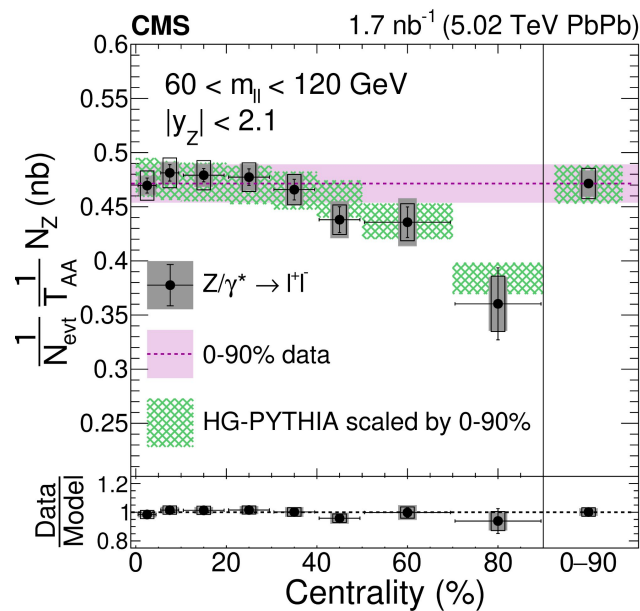 CMS 1.7 nb⁻¹ (5.02 TeV PbPb)
60 < m_ll < 120 GeV
|y_Z| < 2.1
0.6
0.55
0.5
0.45
0.4
0.35
0.3
0.25
1/N_evt 1/T_AA N_Z (nb)
Z/γ* → l⁺l⁻
0-90% data
HG-PYTHIA scaled by 0-90%
1.2
1
0.8
Data/Model
0 20 40 60 80 0–90
Centrality (%)